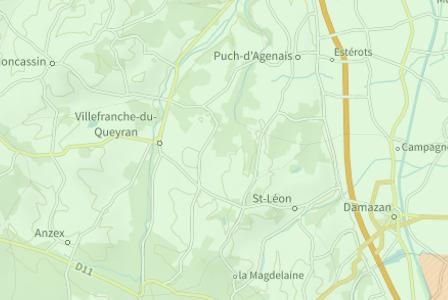 Puch-d'Agenais
Estérots
oncassin
Villefranche-du-
Queyran
Campagne
St-Léon
Damazan
Anzex
D11
la Magdelaine